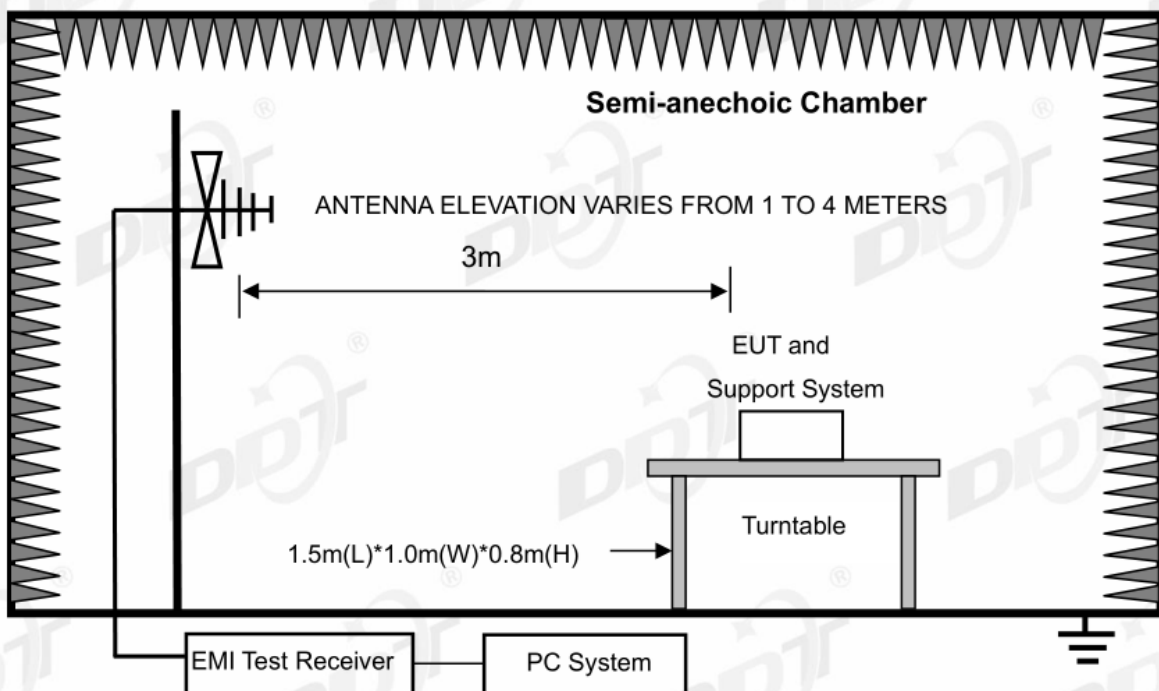 Semi-anechoic Chamber
ANTENNA ELEVATION VARIES FROM 1 TO 4 METERS
3m
EUT and
Support System
Turntable
1.5m(L)*1.0m(W)*0.8m(H)
EMI Test Receiver
PC System
DDT®